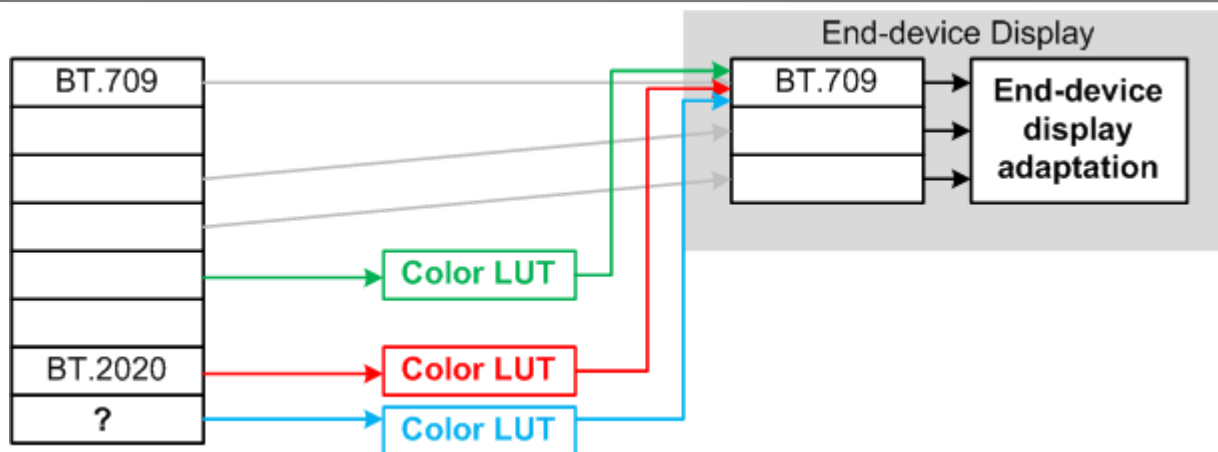 End-device Display
BT.709
BT.709
End-device
display
adaptation
Color LUT
BT.2020
Color LUT
?
Color LUT